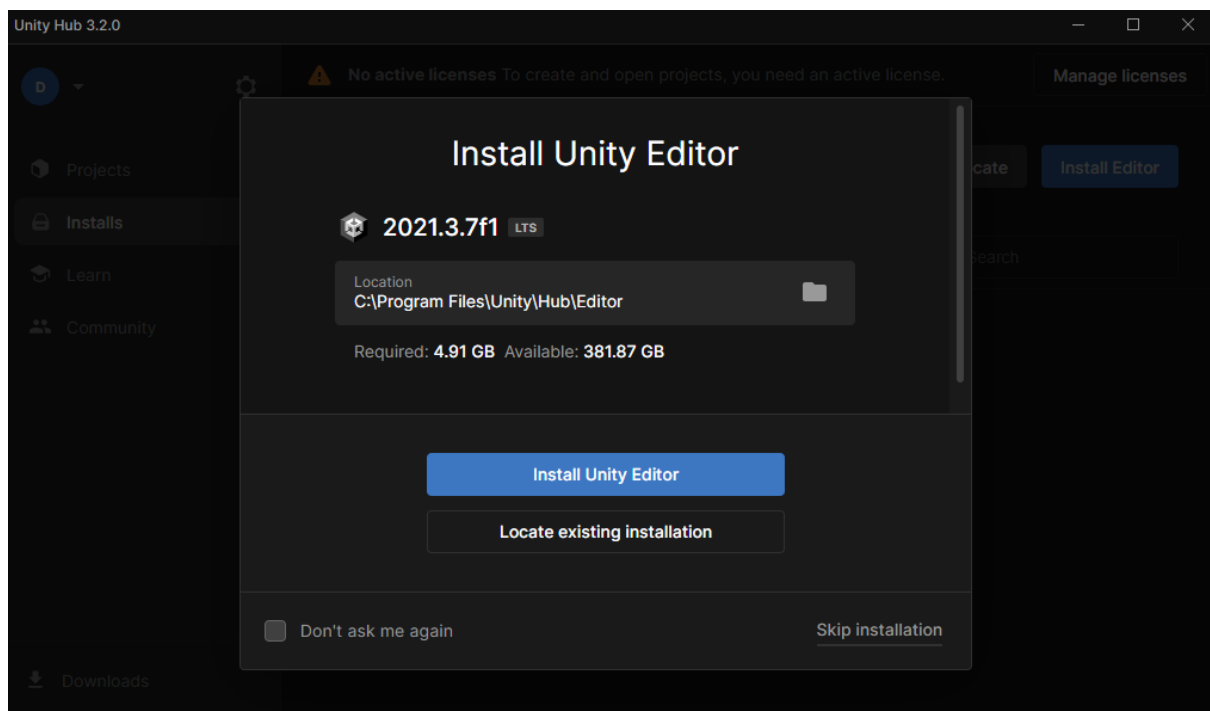 Unity Hub 3.2.0
D
No active licenses To create and open projects, you need an active license.
Manage licenses
Projects
Installs
Learn
Community
Downloads
cate
Install Editor
Search
Install Unity Editor
2021.3.7f1 LTS
Location
C:\Program Files\Unity\Hub\Editor
Required: 4.91 GB Available: 381.87 GB
Install Unity Editor
Locate existing installation
Don't ask me again
Skip installation